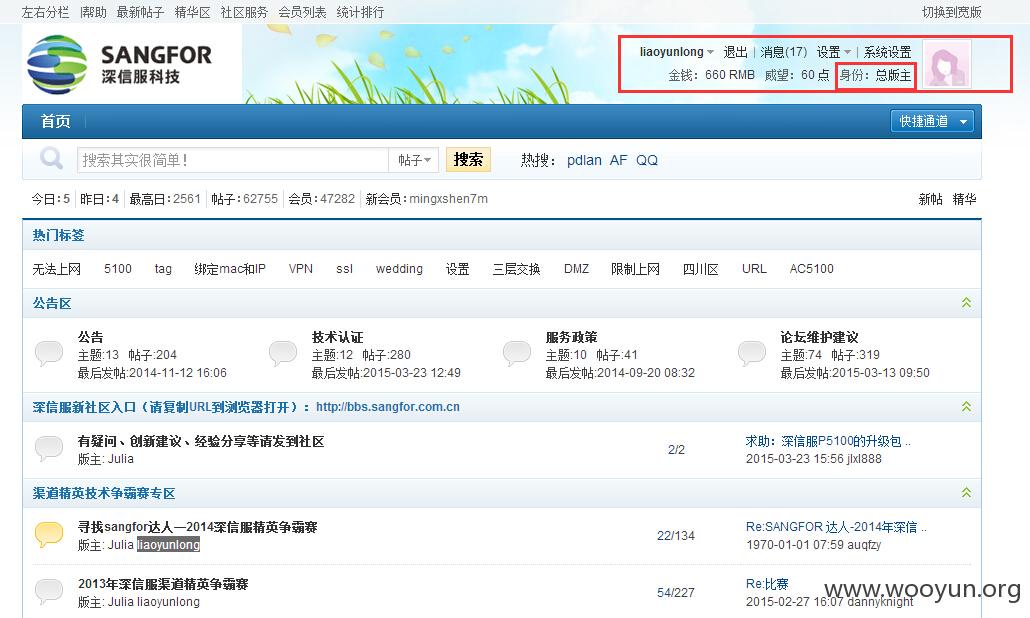 左右分栏 |帮助 最新帖子 精华区 社区服务 会员列表 统计排行 切换到宽版
SANGFOR
深信服科技
liaoyunlong 退出 | 消息(17) 设置 | 系统设置
金钱：660 RMB 威望：60 点 身份：总版主
首页 快捷通道
搜索其实很简单！ 帖子 搜索 热搜： pdlan AF QQ
今日:5 昨日:4 最高日:2561 帖子:62755 会员:47282 新会员:mingxshen7m 新帖 精华
热门标签
无法上网 5100 tag 绑定mac和IP VPN ssl wedding 设置 三层交换 DMZ 限制上网 四川区 URL AC5100
公告区
公告 技术认证 服务政策 论坛维护建议
主题:13 帖子:204 主题:12 帖子:280 主题:10 帖子:41 主题:74 帖子:319
最后发帖:2014-11-12 16:06 最后发帖:2015-03-23 12:49 最后发帖:2014-09-20 08:32 最后发帖:2015-03-13 09:50
深信服新社区入口（请复制URL到浏览器打开）：http://bbs.sangfor.com.cn
有疑问、创新建议、经验分享等请发到社区 2/2 求助：深信服P5100的升级包 ..
版主: Julia 2015-03-23 15:56 jlxl888
渠道精英技术争霸赛专区
寻找sangfor达人—2014深信服精英争霸赛 22/134 Re:SANGFOR 达人-2014年深信 ..
版主: Julia liaoyunlong 1970-01-01 07:59 auqfzy
2013年深信服渠道精英争霸赛 54/227 Re:比赛
版主: Julia liaoyunlong 2015-02-27 16:07 dannyknight
www.wooyun.org